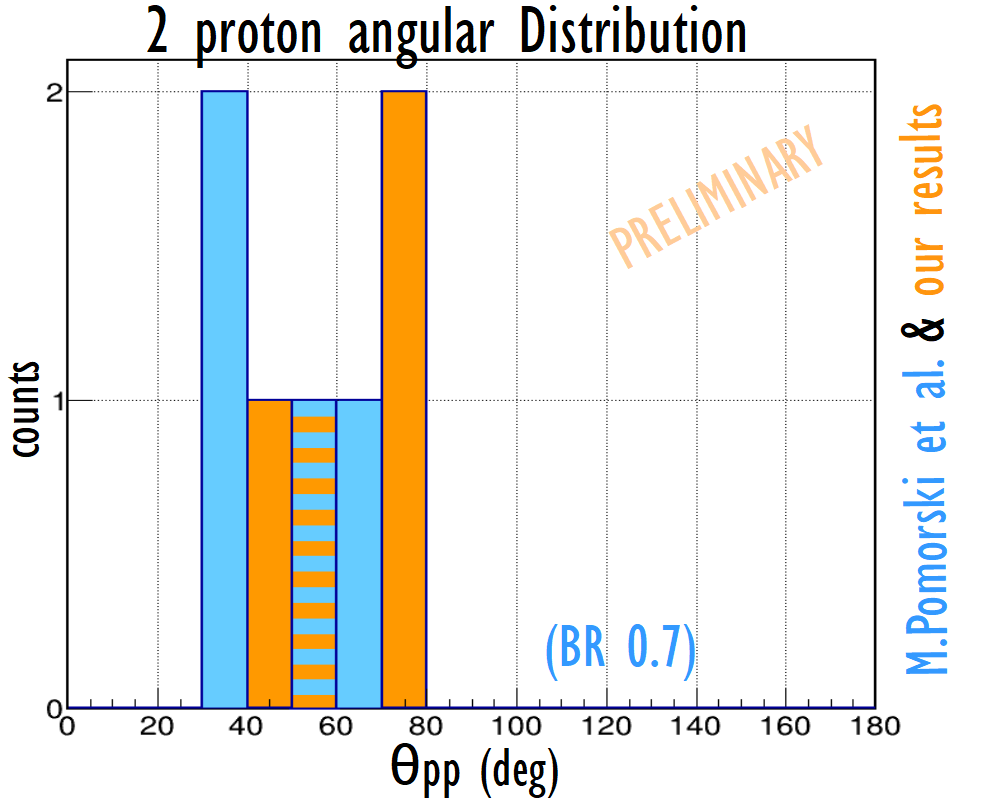 2 proton angular Distribution
2
1
0
counts
PRELIMINARY
(BR 0.7)
0 20 40 60 80 100 120 140 160 180
θpp (deg)
M.Pomorski et al. & our results